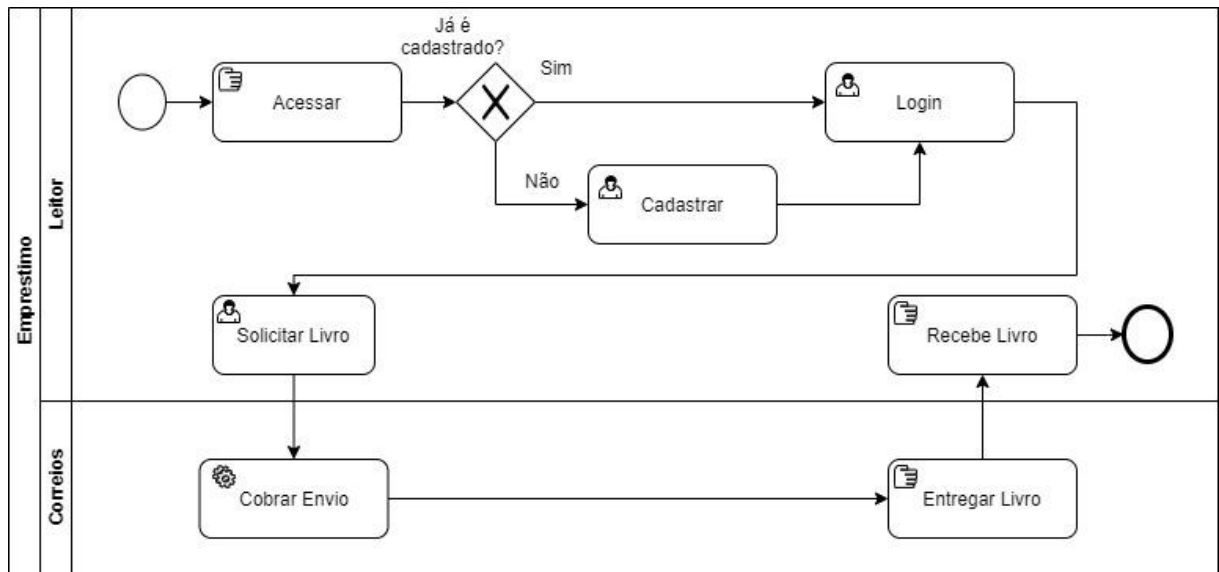 Emprestimo
Leitor
Acessar
Já é
cadastrado?
Sim
Login
Não
Cadastrar
Solicitar Livro
Recebe Livro
Correios
Cobrar Envio
Entregar Livro